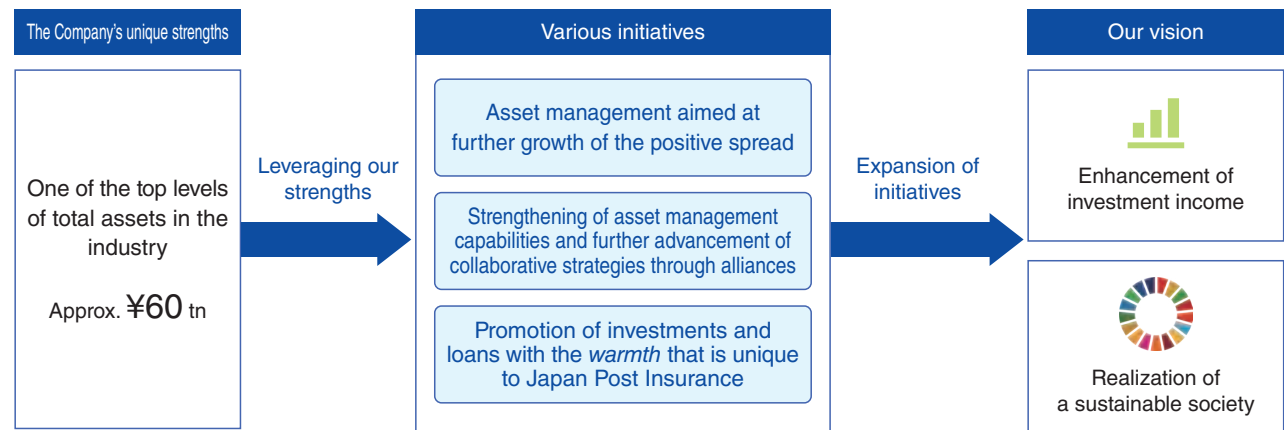 The Company's unique strengths
One of the top levels
of total assets in the
industry
Approx. ¥60 tn
Leveraging our
strengths
Various initiatives
Asset management aimed at
further growth of the positive spread
Strengthening of asset management
capabilities and further advancement of
collaborative strategies through alliances
Promotion of investments and
loans with the warmth that is unique
to Japan Post Insurance
Expansion of
initiatives
Our vision
Enhancement of
investment income
Realization of
a sustainable society